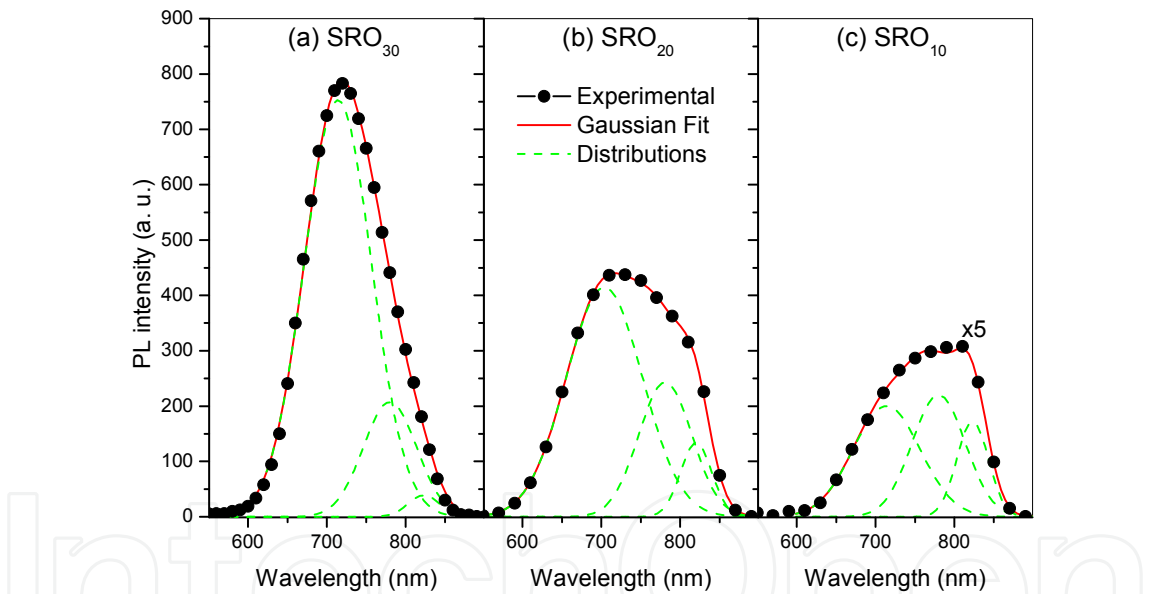 (a) SRO30
(b) SRO20
(c) SRO10
Experimental
Gaussian Fit
Distributions
x5
PL intensity (a. u.)
900
800
700
600
500
400
300
200
100
0
600 700 800
600 700 800
600 700 800
Wavelength (nm)
Wavelength (nm)
Wavelength (nm)
IntechOpen